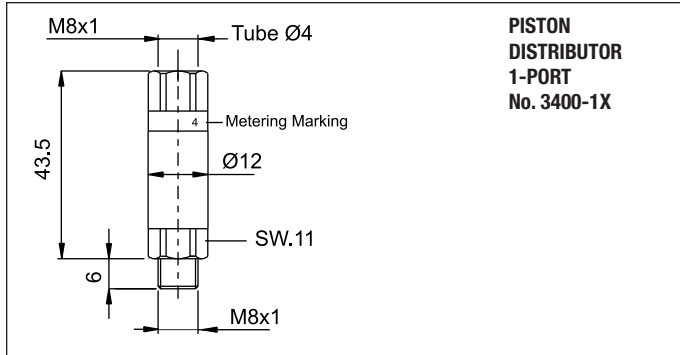 M8x1
Tube Ø4
PISTON
DISTRIBUTOR
1-PORT
No. 3400-1X
4
Metering Marking
43.5
Ø12
SW.11
6
M8x1